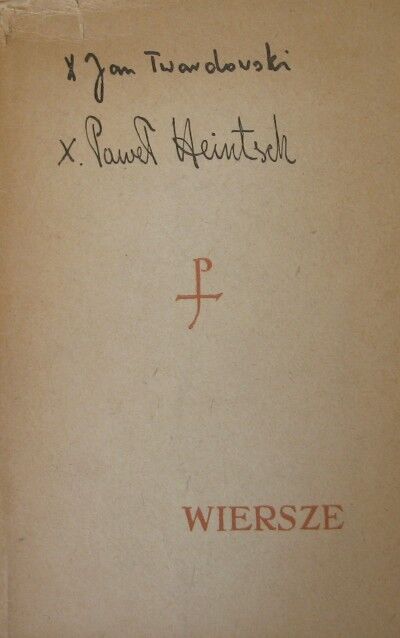 X Jan Twardowski
X. Paweł Heintsch
WIERSZE